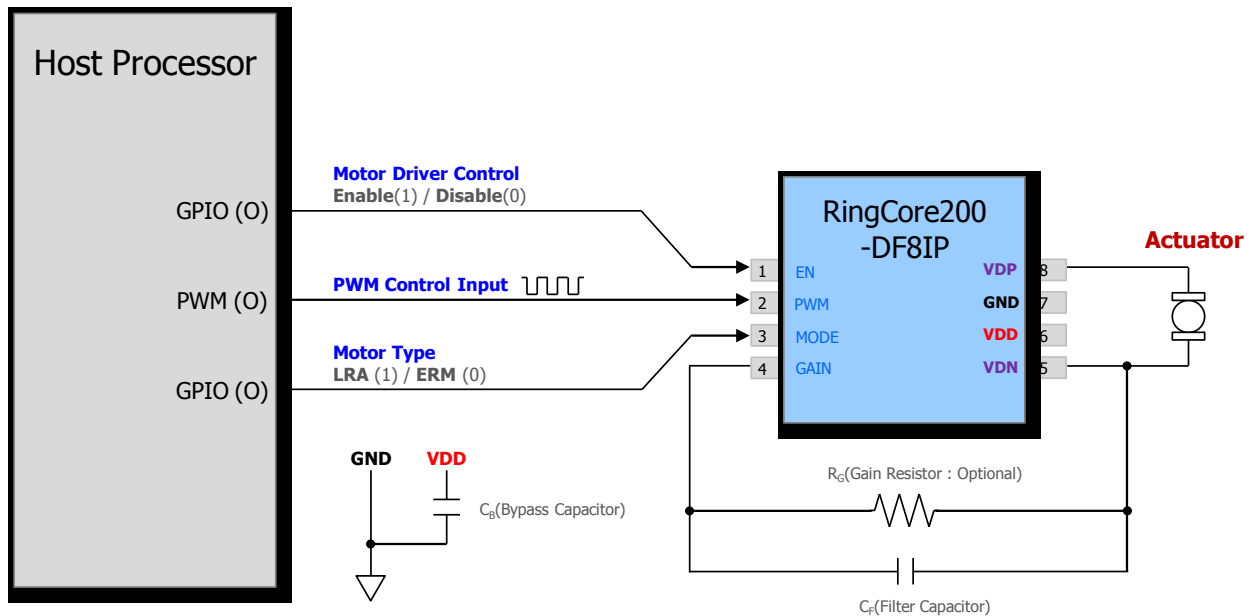 Host Processor
Motor Driver Control
Enable(1) / Disable(0)
GPIO (O)
PWM Control Input
PWM (O)
Motor Type
LRA (1) / ERM (0)
GPIO (O)
RingCore200
-DF8IP
Actuator
1 EN VDP 8
2 PWM GND 7
3 MODE VDD 6
4 GAIN VDN 5
GND VDD
CB(Bypass Capacitor)
RG(Gain Resistor : Optional)
CF(Filter Capacitor)